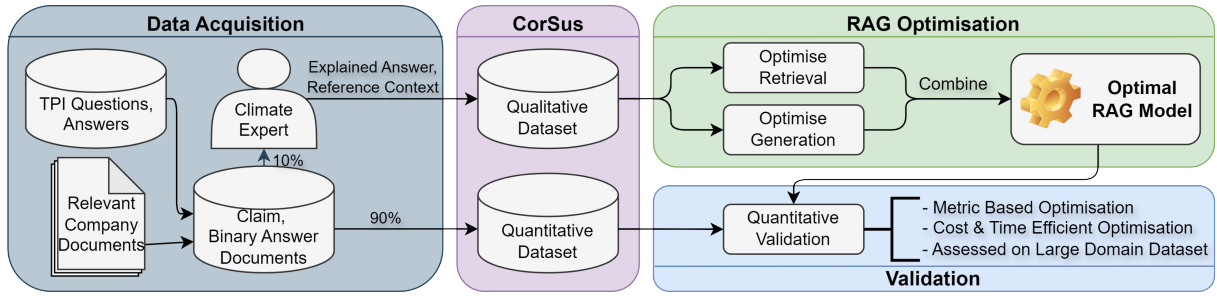 Data Acquisition
TPI Questions,
Answers
Relevant
Company
Documents
Climate
Expert
10%
Claim,
Binary Answer
Documents
Explained Answer,
Reference Context
90%
CorSus
Qualitative
Dataset
Quantitative
Dataset
RAG Optimisation
Optimise
Retrieval
Optimise
Generation
Combine
Optimal
RAG Model
Quantitative
Validation
- Metric Based Optimisation
- Cost & Time Efficient Optimisation
- Assessed on Large Domain Dataset
Validation